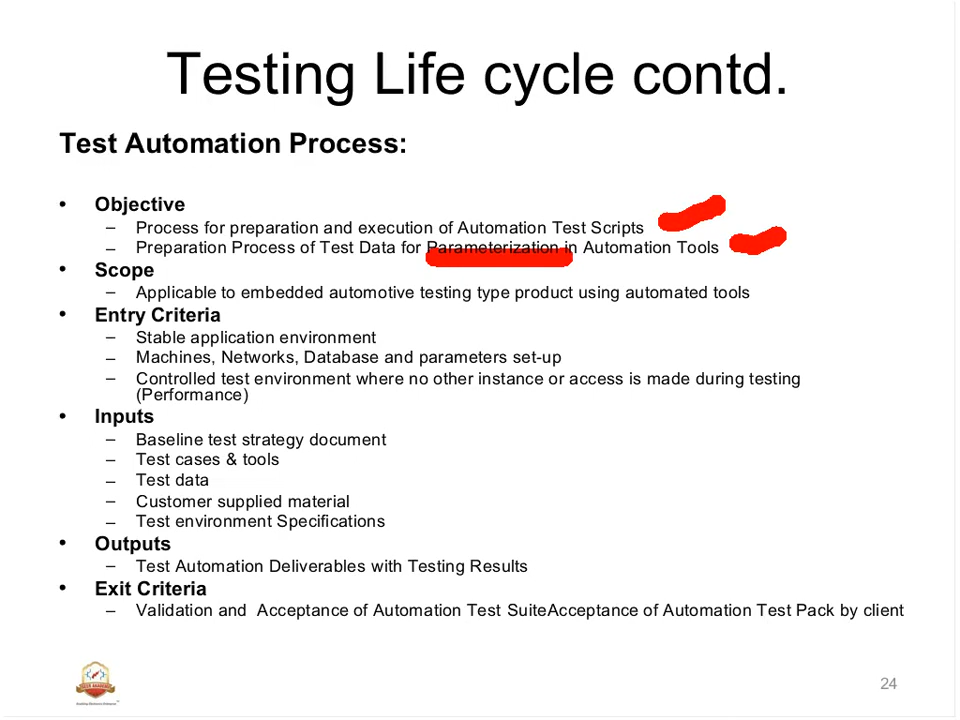 Testing Life cycle contd.
Test Automation Process:
• Objective
– Process for preparation and execution of Automation Test Scripts
– Preparation Process of Test Data for Parameterization in Automation Tools
• Scope
– Applicable to embedded automotive testing type product using automated tools
• Entry Criteria
– Stable application environment
– Machines, Networks, Database and parameters set-up
– Controlled test environment where no other instance or access is made during testing
(Performance)
• Inputs
– Baseline test strategy document
– Test cases & tools
– Test data
– Customer supplied material
– Test environment Specifications
• Outputs
– Test Automation Deliverables with Testing Results
• Exit Criteria
– Validation and  Acceptance of Automation Test SuiteAcceptance of Automation Test Pack by client
24